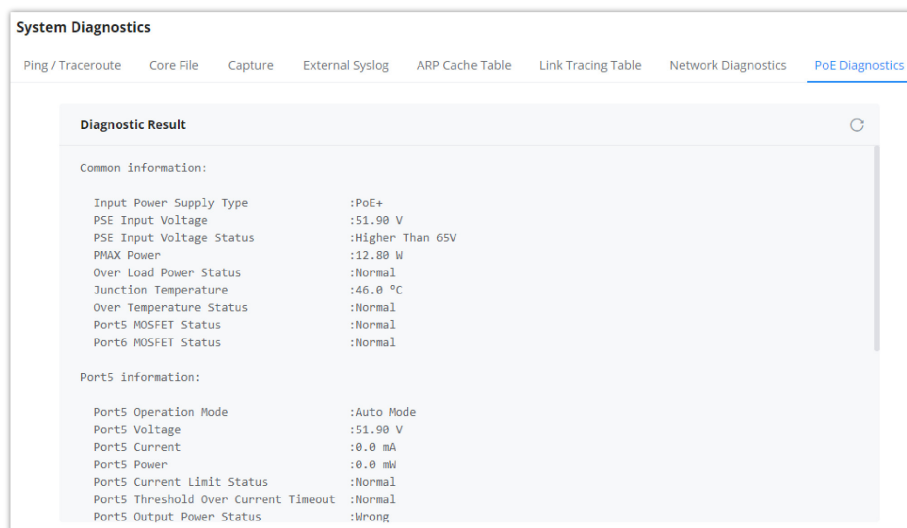 System Diagnostics
Ping / Traceroute Core File Capture External Syslog ARP Cache Table Link Tracing Table Network Diagnostics PoE Diagnostics
Diagnostic Result
Common information:
Input Power Supply Type :PoE+
PSE Input Voltage :51.90 V
PSE Input Voltage Status :Higher Than 65V
PMAX Power :12.80 W
Over Load Power Status :Normal
Junction Temperature :46.0 ºC
Over Temperature Status :Normal
Port5 MOSFET Status :Normal
Port6 MOSFET Status :Normal
Port5 information:
Port5 Operation Mode :Auto Mode
Port5 Voltage :51.90 V
Port5 Current :0.0 mA
Port5 Power :0.0 mW
Port5 Current Limit Status :Normal
Port5 Threshold Over Current Timeout :Normal
Port5 Output Power Status :Wrong